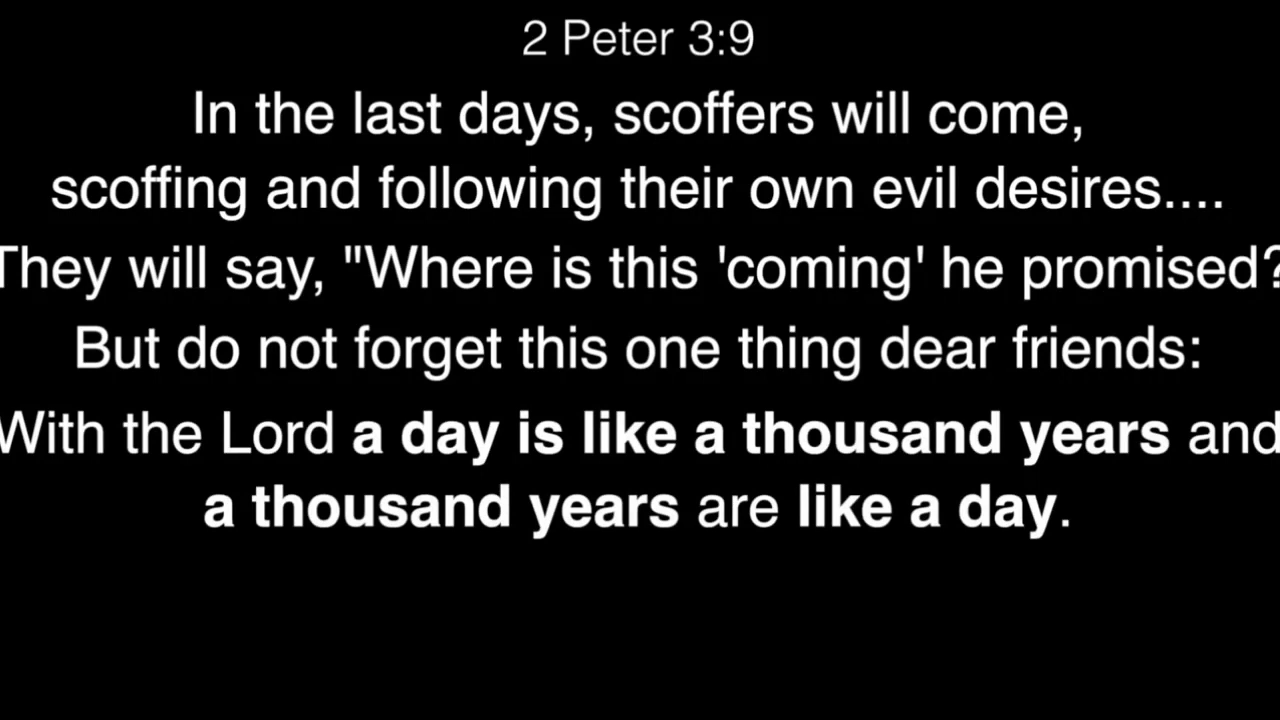 2 Peter 3:9
In the last days, scoffers will come,
scoffing and following their own evil desires....
They will say, "Where is this 'coming' he promised?
But do not forget this one thing dear friends:
With the Lord a day is like a thousand years and
a thousand years are like a day.